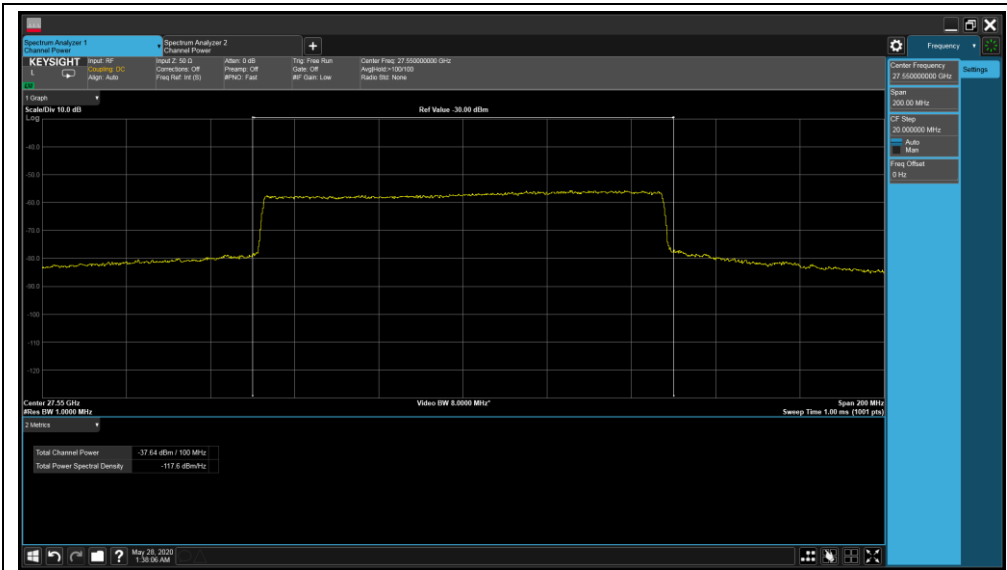 Spectrum Analyzer 1
Channel Power
Spectrum Analyzer 2
Channel Power
+
Frequency
KEYSIGHT
L
Input: RF
Coupling: DC
Align: Auto
Input Z: 50 Ω
Corrections: Off
Freq Ref: Int (S)
Atten: 0 dB
Preamp: Off
#PNO: Fast
Trig: Free Run
Gate: Off
#IF Gain: Low
Center Freq: 27.550000000 GHz
Avg|Hold:>100/100
Radio Std: None
Center Frequency
27.550000000 GHz
Settings
Span
200.00 MHz
CF Step
20.000000 MHz
Auto
Man
Freq Offset
0 Hz
1 Graph
Scale/Div 10.0 dB
Ref Value -30.00 dBm
Log
-40.0
-50.0
-60.0
-70.0
-80.0
-90.0
-100
-110
-120
Center 27.55 GHz
#Res BW 1.0000 MHz
Video BW 8.0000 MHz*
Span 200 MHz
Sweep Time 1.00 ms (1001 pts)
2 Metrics
Total Channel Power -37.64 dBm / 100 MHz
Total Power Spectral Density -117.6 dBm/Hz
?
May 28, 2020
1:38:06 AM